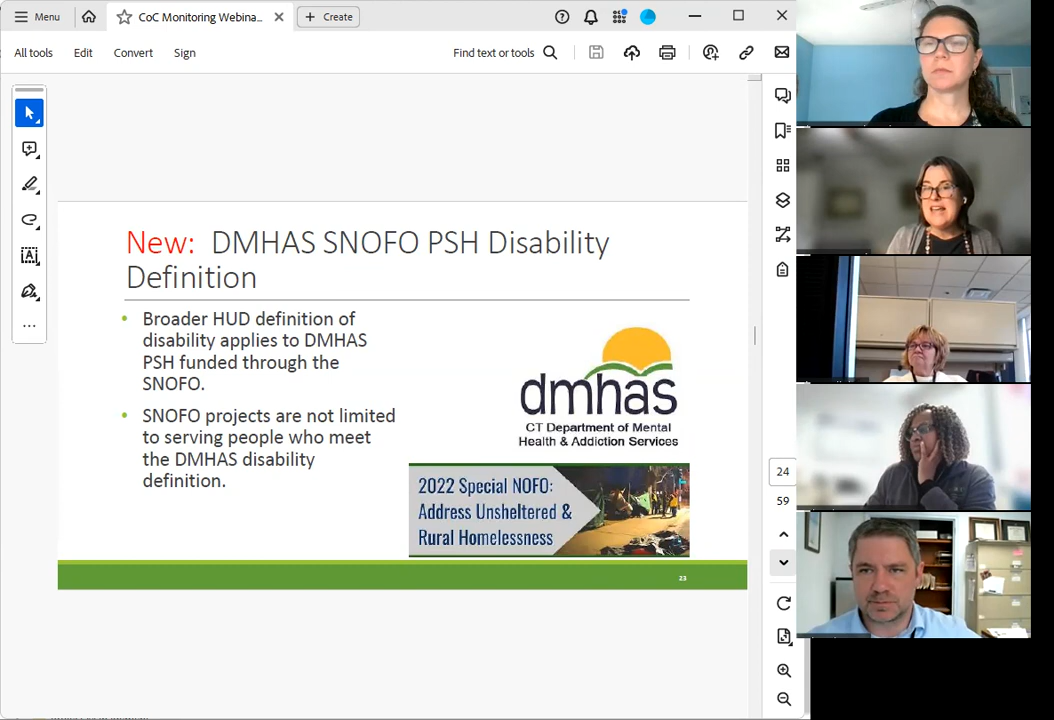 Menu
CoC Monitoring Webina...
Create
All tools
Edit
Convert
Sign
Find text or tools
New: DMHAS SNOFO PSH Disability
Definition
• Broader HUD definition of
disability applies to DMHAS
PSH funded through the
SNOFO.
• SNOFO projects are not limited
to serving people who meet
the DMHAS disability
definition.
dmhas
CT Department of Mental
Health & Addiction Services
2022 Special NOFO:
Address Unsheltered &
Rural Homelessness
23
24
59